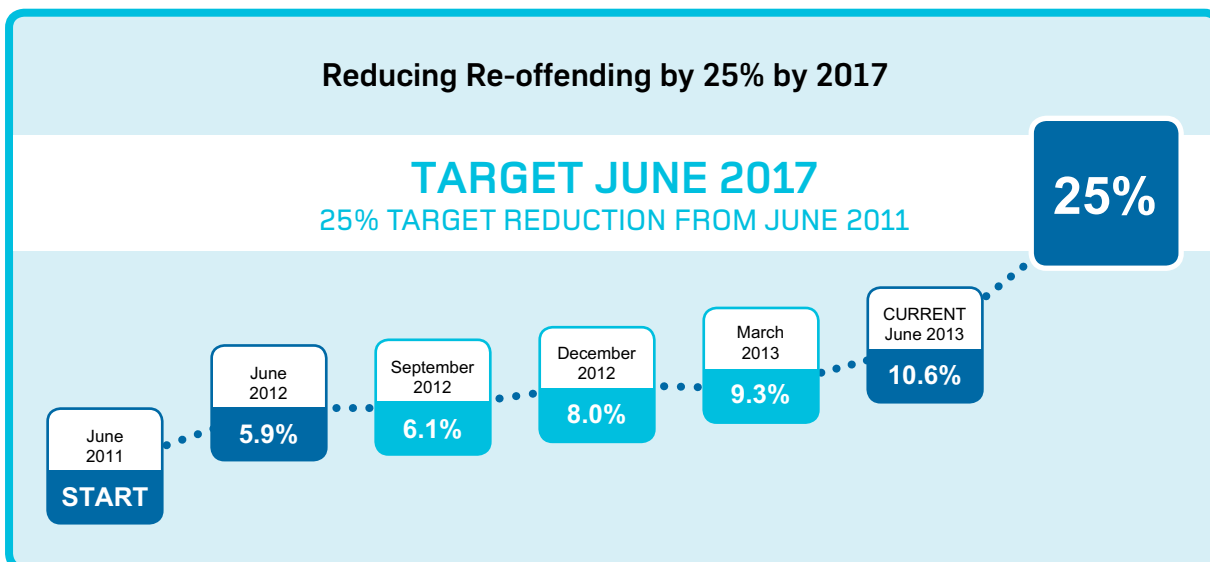 Reducing Re-offending by 25% by 2017
TARGET JUNE 2017
25% TARGET REDUCTION FROM JUNE 2011
25%
June
2011
START
June
2012
5.9%
September
2012
6.1%
December
2012
8.0%
March
2013
9.3%
CURRENT
June 2013
10.6%